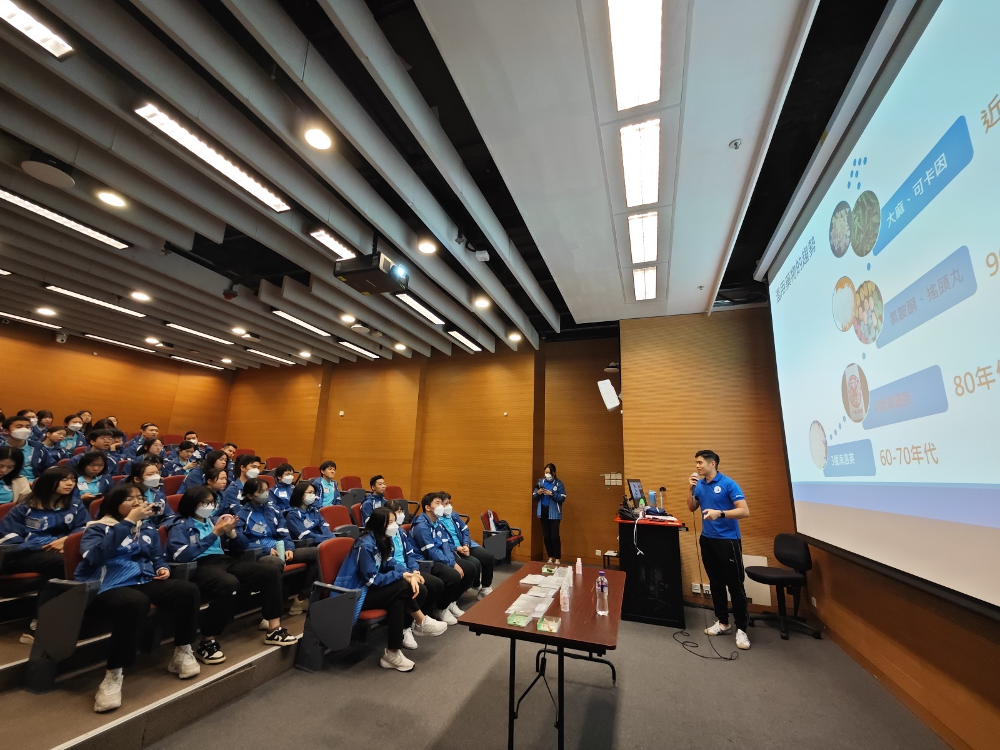 濫用藥物的趨勢
近
大麻、可卡因
氯胺酮、搖頭丸
80年
3號海洛英
60-70年代